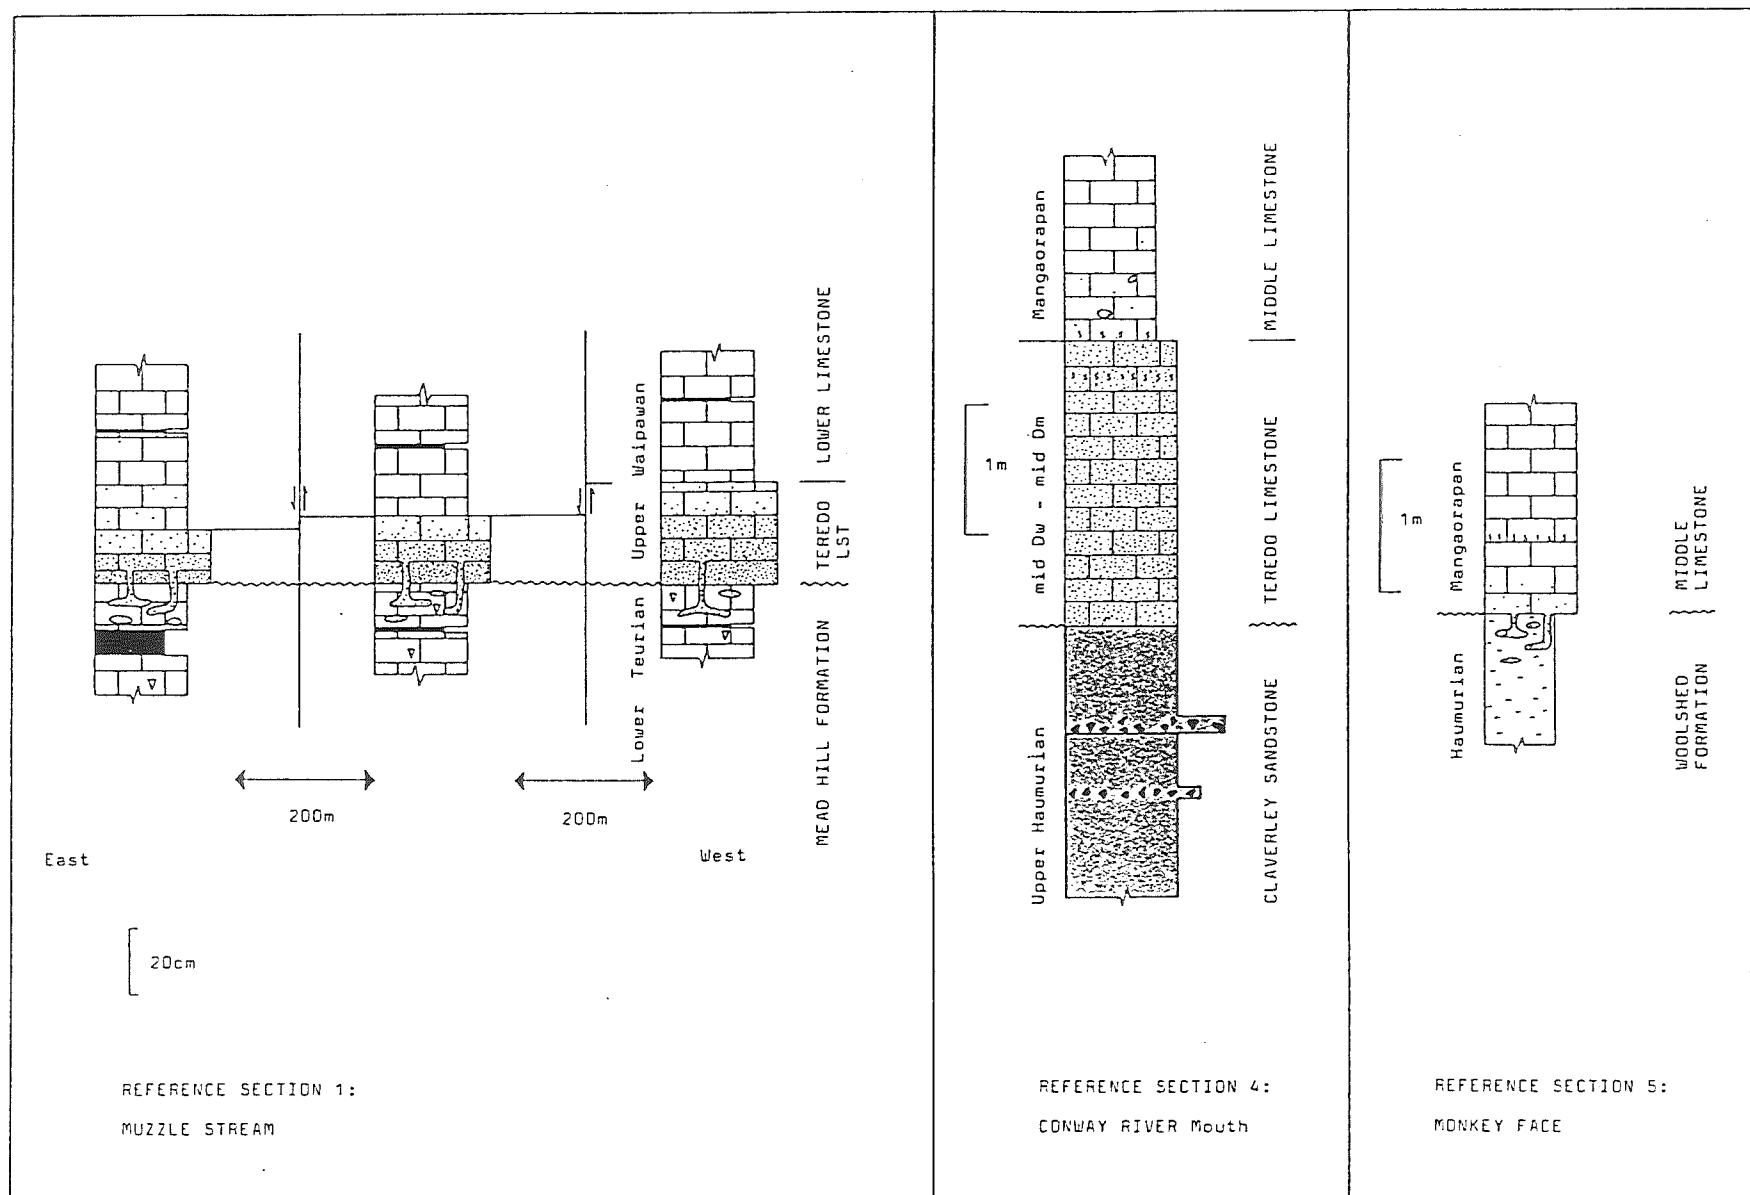 Lower Teurian Upper Waipawan
MEAD HILL FORMATION
TEREDO
LST
LOWER LIMESTONE
200m
200m
East
West
20cm
REFERENCE SECTION 1:
MUZZLE STREAM
Upper Haumurian
mid Dw - mid Dm
Mangaorapan
1m
CLAVERLEY SANDSTONE
TEREDO LIMESTONE
MIDDLE LIMESTONE
REFERENCE SECTION 4:
CONWAY RIVER Mouth
1m
Haumurian
Mangaorapan
WOOLSHED
FORMATION
MIDDLE
LIMESTONE
REFERENCE SECTION 5:
MONKEY FACE